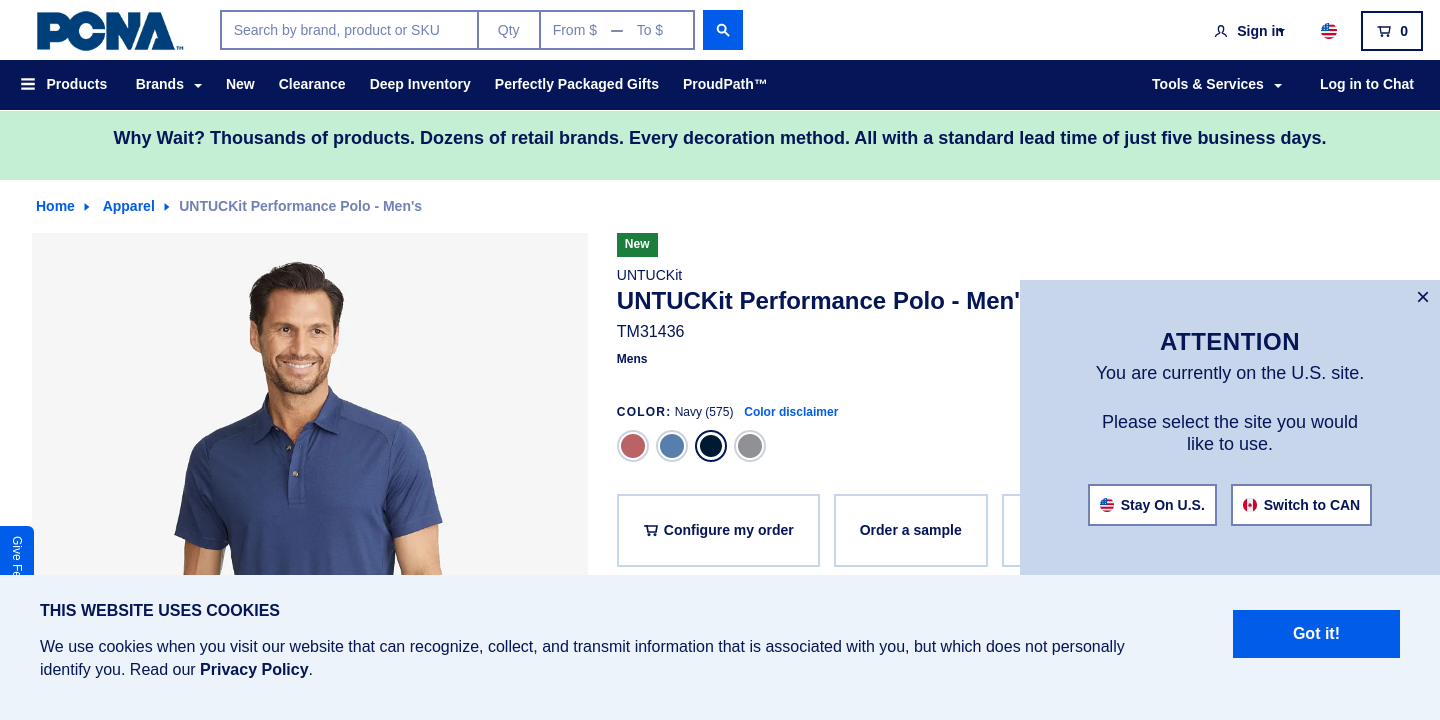 PCNA™
Search by brand, product or SKU
Qty
From $ — To $
Sign in
0
Products
Brands
New
Clearance
Deep Inventory
Perfectly Packaged Gifts
ProudPath™
Tools & Services
Log in to Chat
Why Wait? Thousands of products. Dozens of retail brands. Every decoration method. All with a standard lead time of just five business days.
Home
Apparel
UNTUCKit Performance Polo - Men's
New
UNTUCKit
UNTUCKit Performance Polo - Men'
TM31436
Mens
COLOR: Navy (575) Color disclaimer
Configure my order
Order a sample
×
ATTENTION
You are currently on the U.S. site.
Please select the site you would
like to use.
Stay On U.S.
Switch to CAN
Give Fe
THIS WEBSITE USES COOKIES
We use cookies when you visit our website that can recognize, collect, and transmit information that is associated with you, but which does not personally
identify you. Read our Privacy Policy.
Got it!